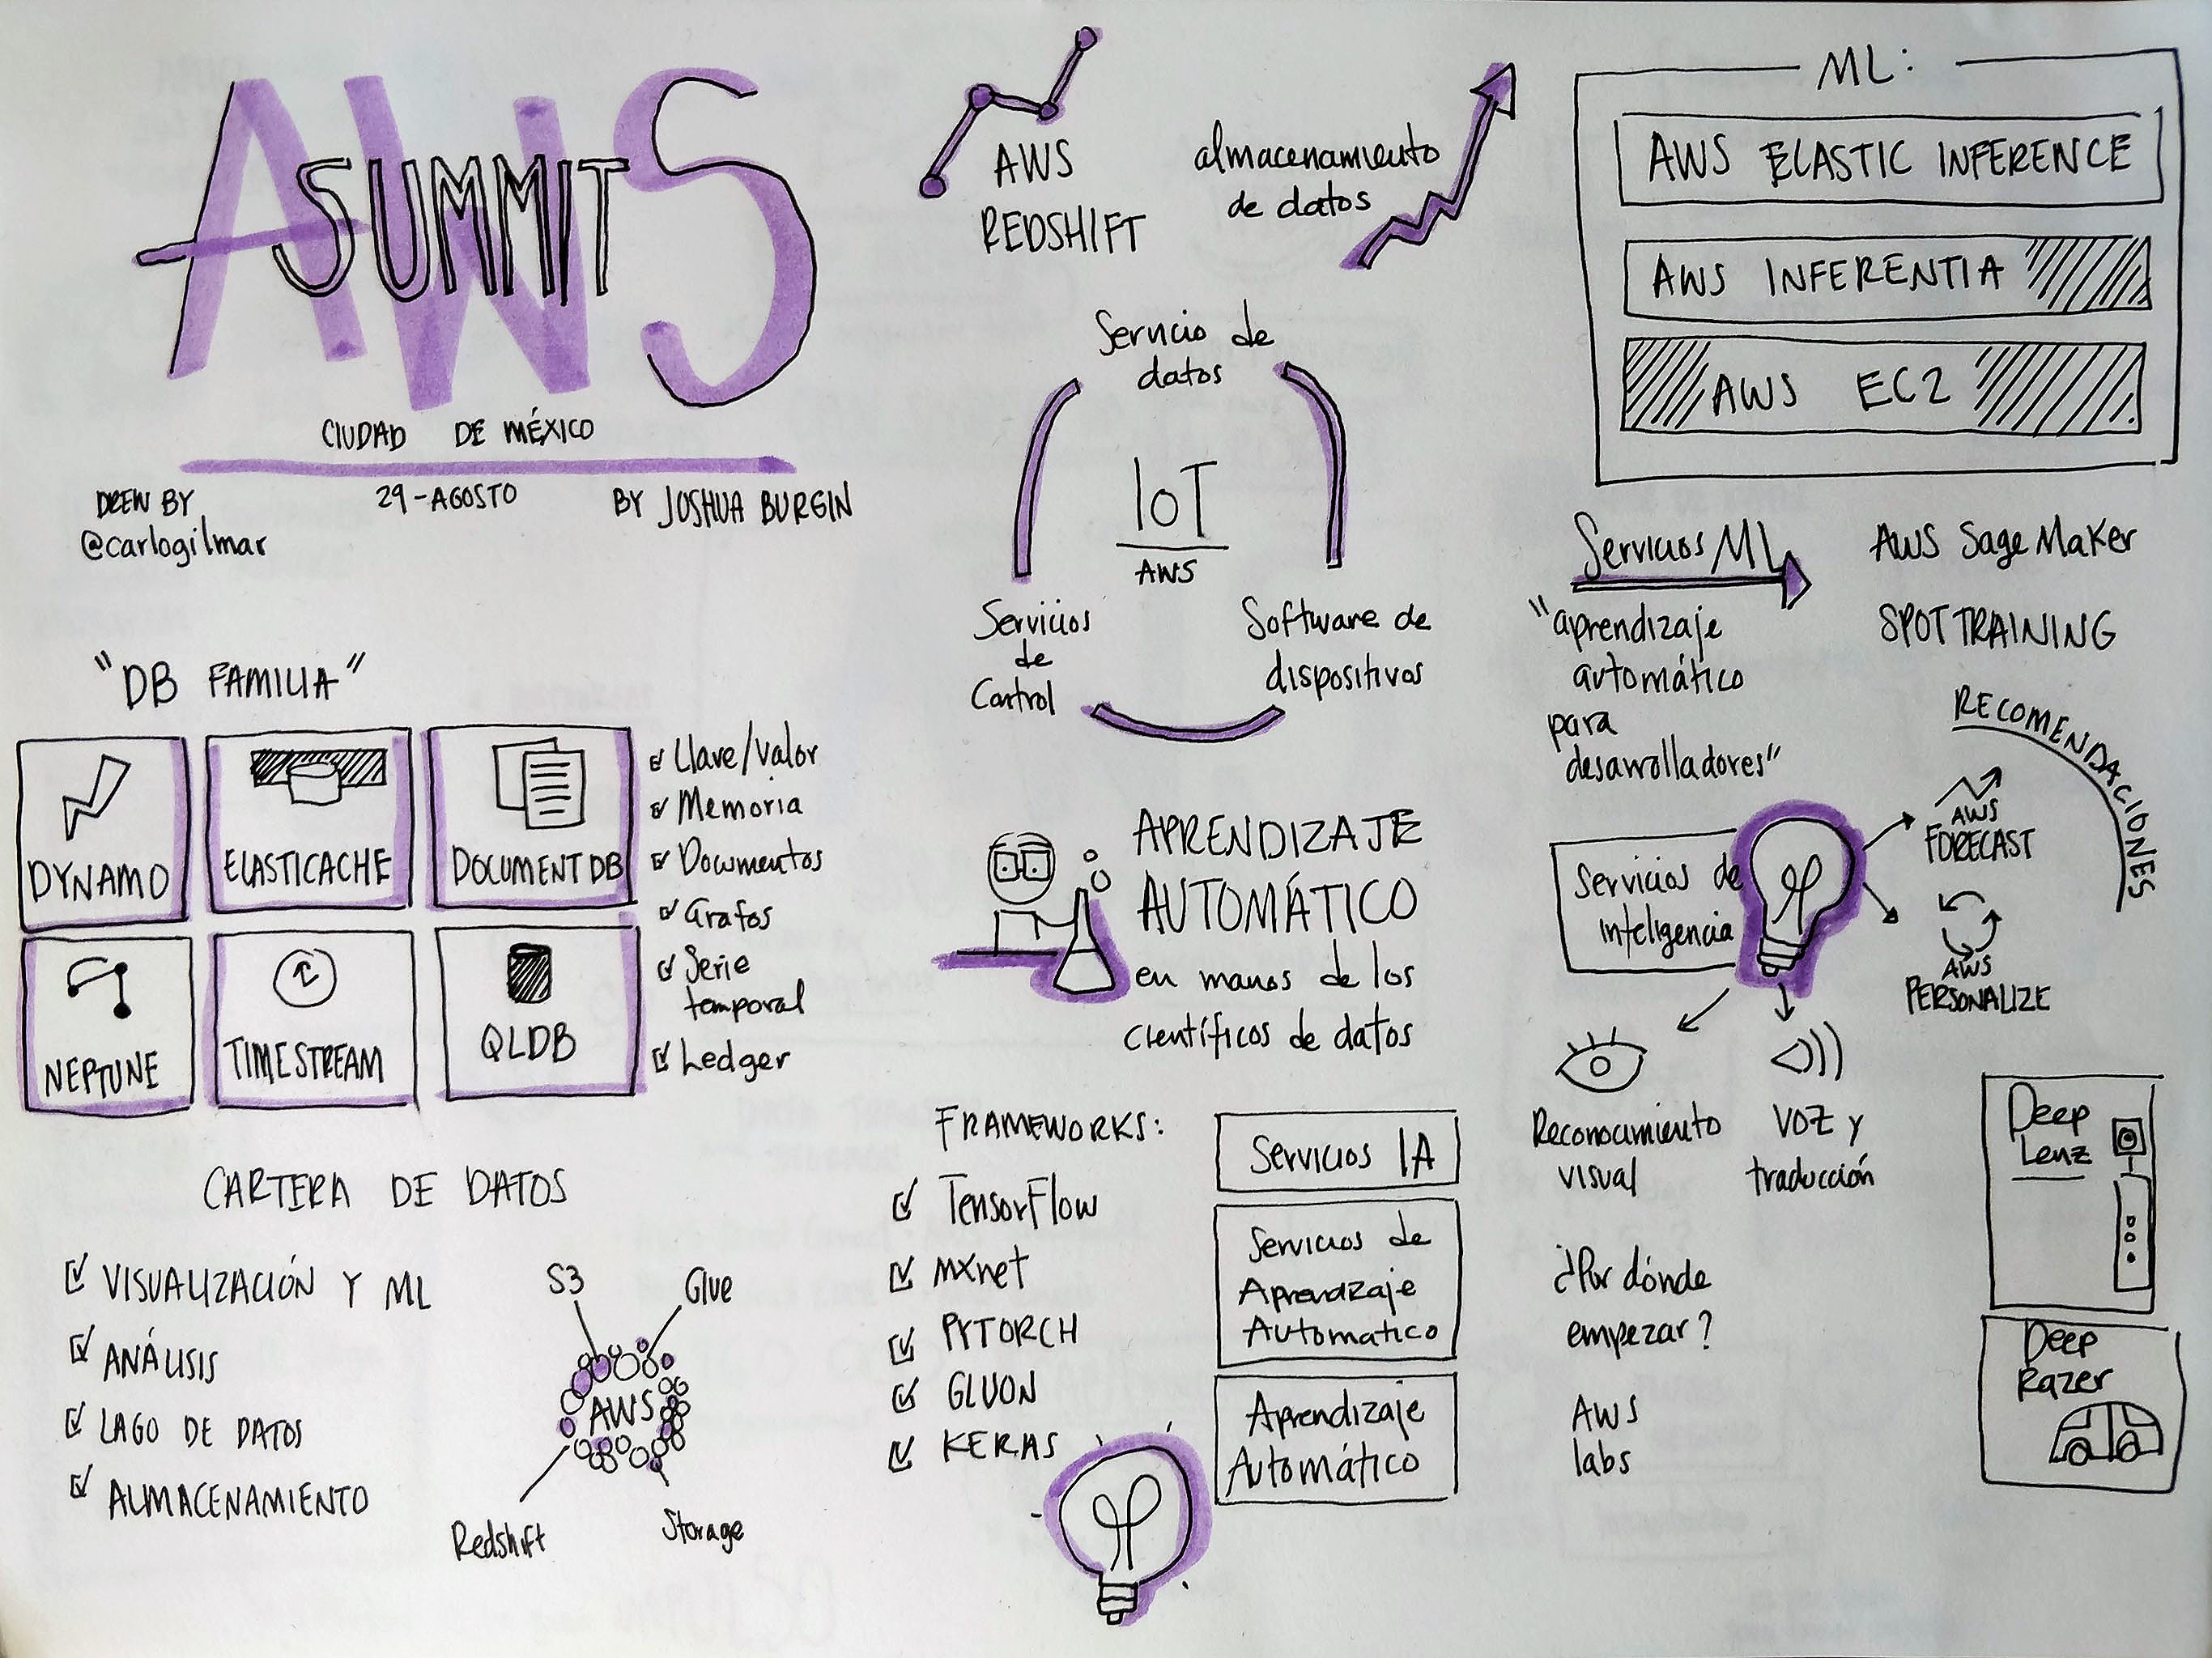 AWS
SUMMIT
CIUDAD DE MÉXICO
29-AGOSTO
DREW BY
@carlogilmar
BY JOSHUA BURGIN
"DB FAMILIA"
DYNAMO
ELASTICACHE
DOCUMENT DB
NEPTUNE
TIMESTREAM
QLDB
Llave/Valor
Memoria
Documentos
Grafos
Serie
temporal
Ledger
CARTERA DE DATOS
VISUALIZACIÓN Y ML
ANÁLISIS
LAGO DE DATOS
ALMACENAMIENTO
S3
Glue
AWS
Redshift
Storage
AWS
REDSHIFT
almacenamiento
de datos
Servicio de
datos
IoT
AWS
Servicios
de
Control
Software de
dispositivos
APRENDIZAJE
AUTOMÁTICO
en manos de los
científicos de datos
FRAMEWORKS:
TensorFlow
mxnet
PYTORCH
GLUON
KERAS
Servicios IA
Servicios de
Aprendizaje
Automatico
Aprendizaje
Automático
ML:
AWS ELASTIC INFERENCE
AWS INFERENTIA
AWS EC2
Servicios ML
AWS SageMaker
SPOT TRAINING
"aprendizaje
automático
para
desarrolladores"
RECOMENDACIONES
Servicios de
inteligencia
AWS
FORECAST
AWS
PERSONALIZE
Reconocimiento
visual
VOZ y
traducción
¿Por dónde
empezar?
AWS
labs
Deep
Lenz
Deep
Razer